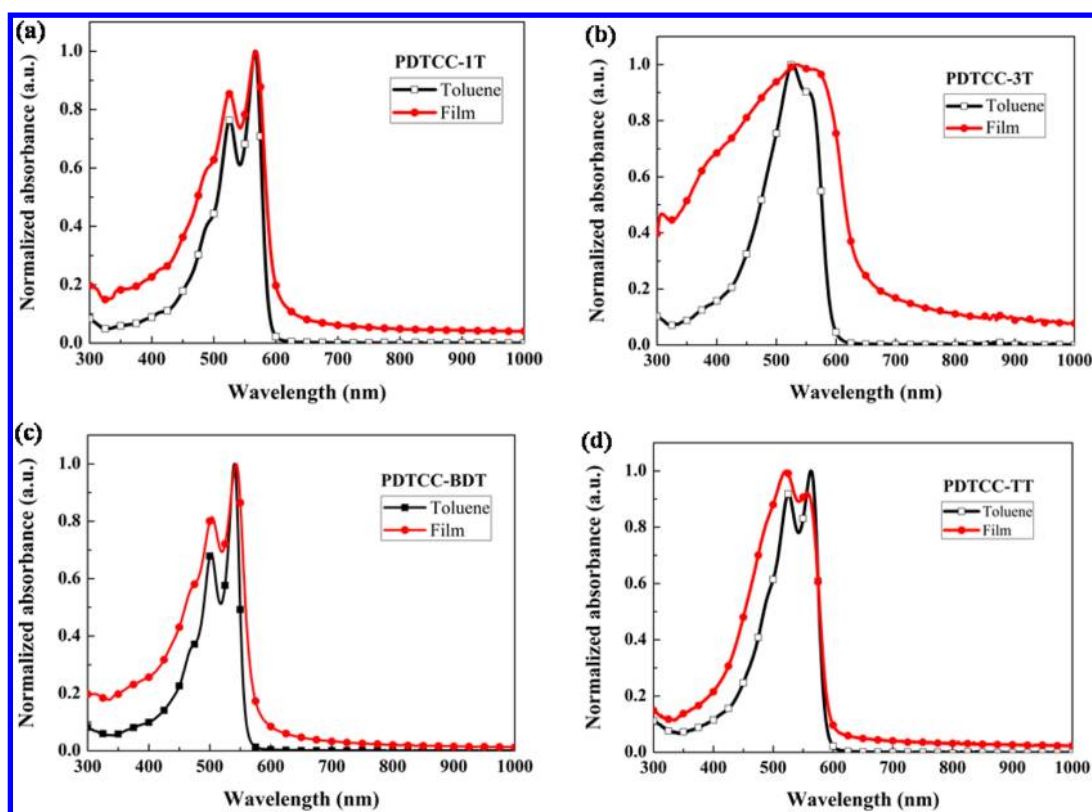 (a)
PDTCC-1T
Toluene
Film
Normalized absorbance (a.u.)
1.0
0.8
0.6
0.4
0.2
0.0
300 400 500 600 700 800 900 1000
Wavelength (nm)
(b)
PDTCC-3T
Toluene
Film
Normalized absorbance (a.u.)
1.0
0.8
0.6
0.4
0.2
0.0
300 400 500 600 700 800 900 1000
Wavelength (nm)
(c)
PDTCC-BDT
Toluene
Film
Normalized absorbance (a.u.)
1.0
0.8
0.6
0.4
0.2
0.0
300 400 500 600 700 800 900 1000
Wavelength (nm)
(d)
PDTCC-TT
Toluene
Film
Normalized absorbance (a.u.)
1.0
0.8
0.6
0.4
0.2
0.0
300 400 500 600 700 800 900 1000
Wavelength (nm)